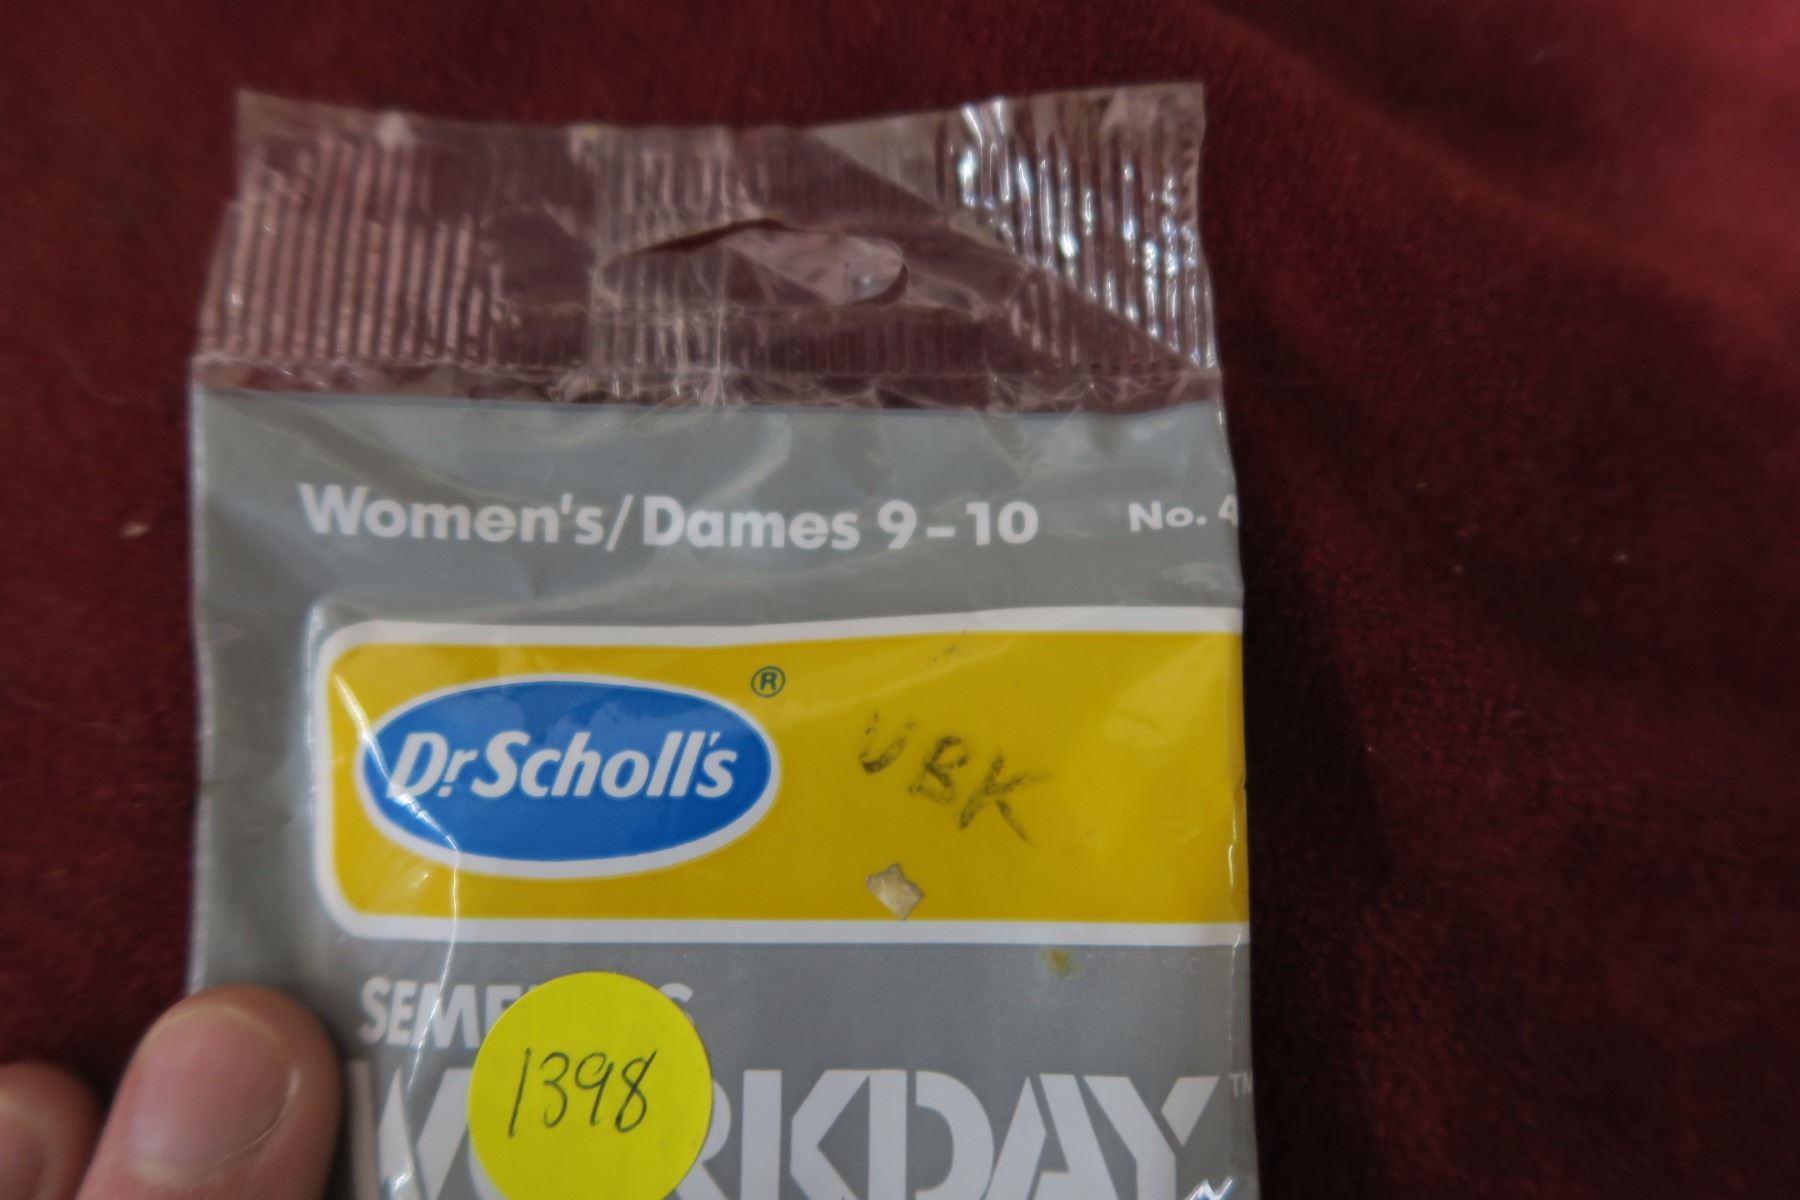 Women's/Dames 9-10 No. 4
Dr Scholl's ®
UBK
1398